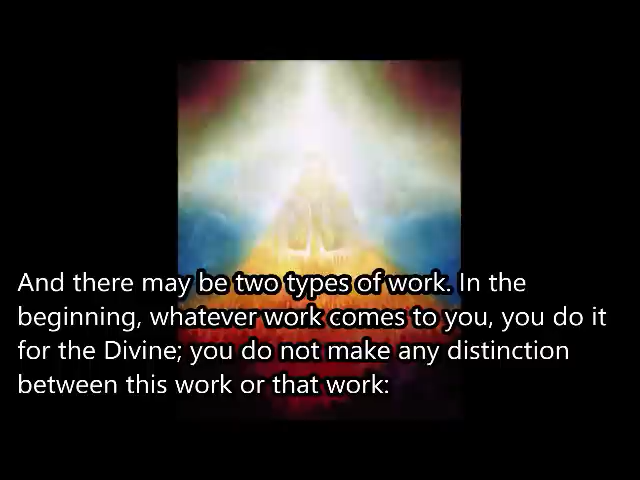 And there may be two types of work. In the
beginning, whatever work comes to you, you do it
for the Divine; you do not make any distinction
between this work or that work: